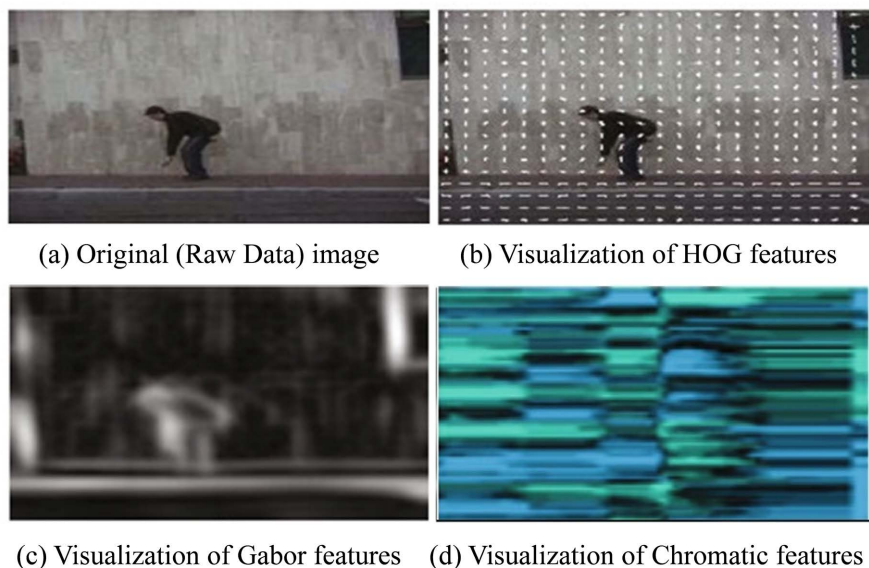 (a) Original (Raw Data) image
(b) Visualization of HOG features
(c) Visualization of Gabor features
(d) Visualization of Chromatic features